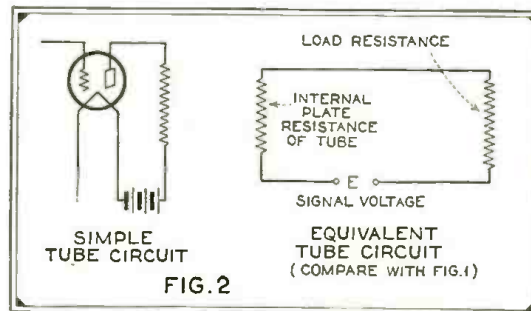 SIMPLE
TUBE CIRCUIT
FIG.2
LOAD RESISTANCE
INTERNAL
PLATE
RESISTANCE
OF TUBE
E
SIGNAL VOLTAGE
EQUIVALENT
TUBE CIRCUIT
(COMPARE WITH FIG.1)